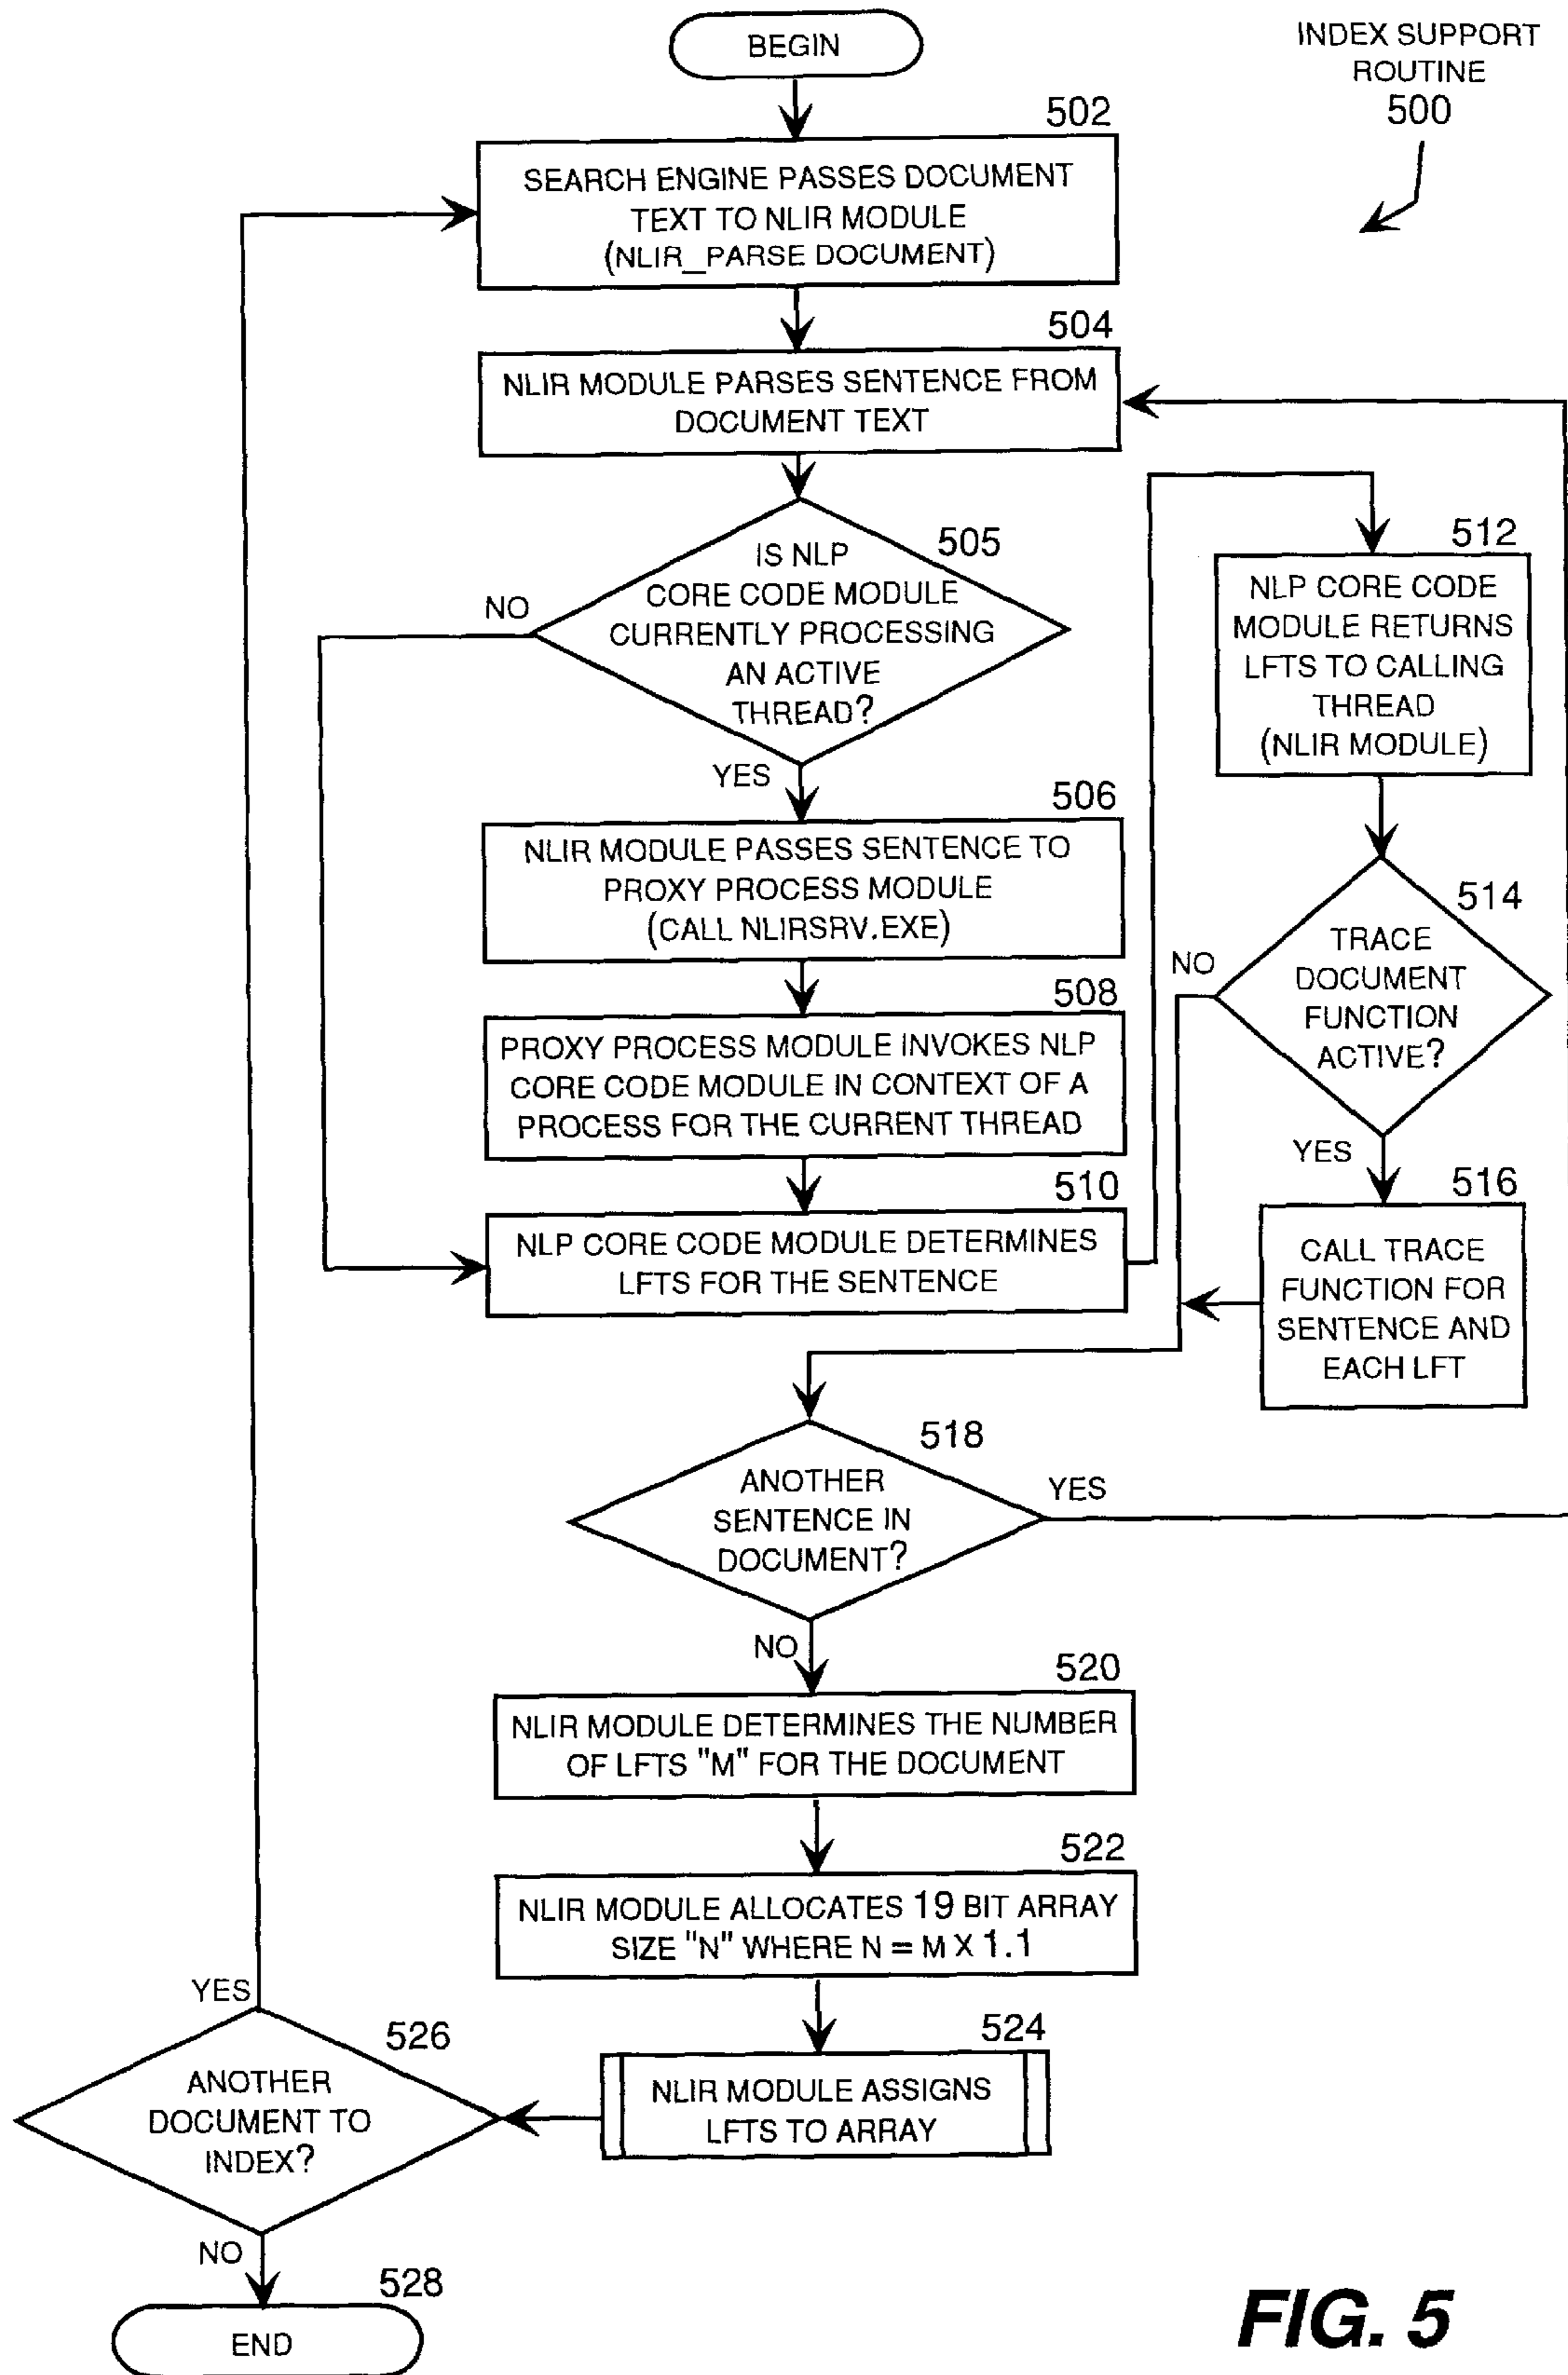 BEGIN
INDEX SUPPORT
ROUTINE
500
502
SEARCH ENGINE PASSES DOCUMENT
TEXT TO NLIR MODULE
(NLIR_PARSE DOCUMENT)
504
NLIR MODULE PARSES SENTENCE FROM
DOCUMENT TEXT
505
IS NLP
CORE CODE MODULE
CURRENTLY PROCESSING
AN ACTIVE
THREAD?
NO
YES
506
NLIR MODULE PASSES SENTENCE TO
PROXY PROCESS MODULE
(CALL NLIRSRV.EXE)
508
PROXY PROCESS MODULE INVOKES NLP
CORE CODE MODULE IN CONTEXT OF A
PROCESS FOR THE CURRENT THREAD
510
NLP CORE CODE MODULE DETERMINES
LFTS FOR THE SENTENCE
512
NLP CORE CODE
MODULE RETURNS
LFTS TO CALLING
THREAD
(NLIR MODULE)
514
TRACE
DOCUMENT
FUNCTION
ACTIVE?
NO
YES
516
CALL TRACE
FUNCTION FOR
SENTENCE AND
EACH LFT
518
ANOTHER
SENTENCE IN
DOCUMENT?
YES
NO
520
NLIR MODULE DETERMINES THE NUMBER
OF LFTS "M" FOR THE DOCUMENT
522
NLIR MODULE ALLOCATES 19 BIT ARRAY
SIZE "N" WHERE N = M X 1.1
524
NLIR MODULE ASSIGNS
LFTS TO ARRAY
526
ANOTHER
DOCUMENT TO
INDEX?
YES
NO
528
END
FIG. 5